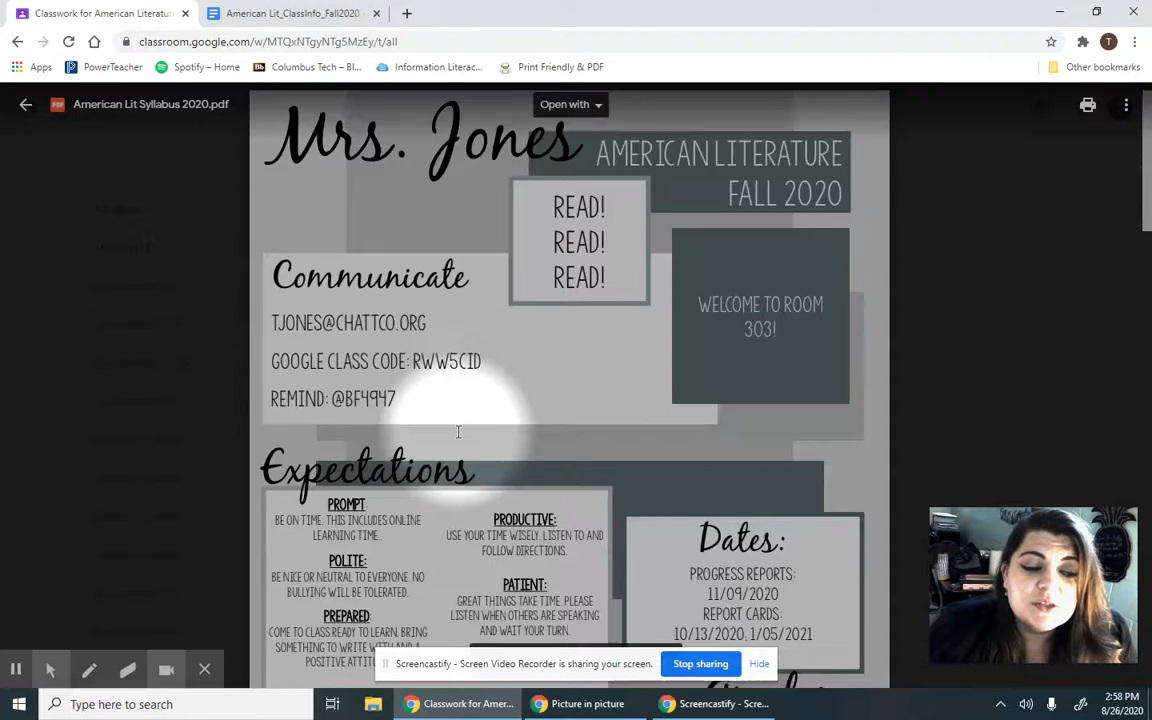 Classwork for American Literatur
American Lit_ClassInfo_Fall2020
classroom.google.com/w/MTQxNTgyNTg5MzEy/t/all
Apps
PowerTeacher
Spotify – Home
Columbus Tech – Bl...
Information Literac...
Print Friendly & PDF
Other bookmarks
T
PDF
American Lit Syllabus 2020.pdf
Open with
Mrs. Jones
AMERICAN LITERATURE
FALL 2020
READ!
READ!
READ!
Communicate
TJONES@CHATTCO.ORG
GOOGLE CLASS CODE: RWW5CID
REMIND: @BF4947
WELCOME TO ROOM
303!
Expectations
PROMPT:
BE ON TIME. THIS INCLUDES ONLINE
LEARNING TIME.
POLITE:
BE NICE OR NEUTRAL TO EVERYONE. NO
BULLYING WILL BE TOLERATED.
PREPARED:
COME TO CLASS READY TO LEARN. BRING
SOMETHING TO WRITE WITH AND A
POSITIVE
PRODUCTIVE:
USE YOUR TIME WISELY. LISTEN TO AND
FOLLOW DIRECTIONS.
PATIENT:
GREAT THINGS TAKE TIME. PLEASE
LISTEN WHEN OTHERS ARE SPEAKING
AND WAIT YOUR TURN.
Dates:
PROGRESS REPORTS:
11/09/2020
REPORT CARDS:
10/13/2020; 1/05/2021
Screencastify - Screen Video Recorder is sharing your screen.
Stop sharing
Hide
Type here to search
Classwork for Amer...
Picture in picture
Screencastify - Scre...
2:58 PM
8/26/2020